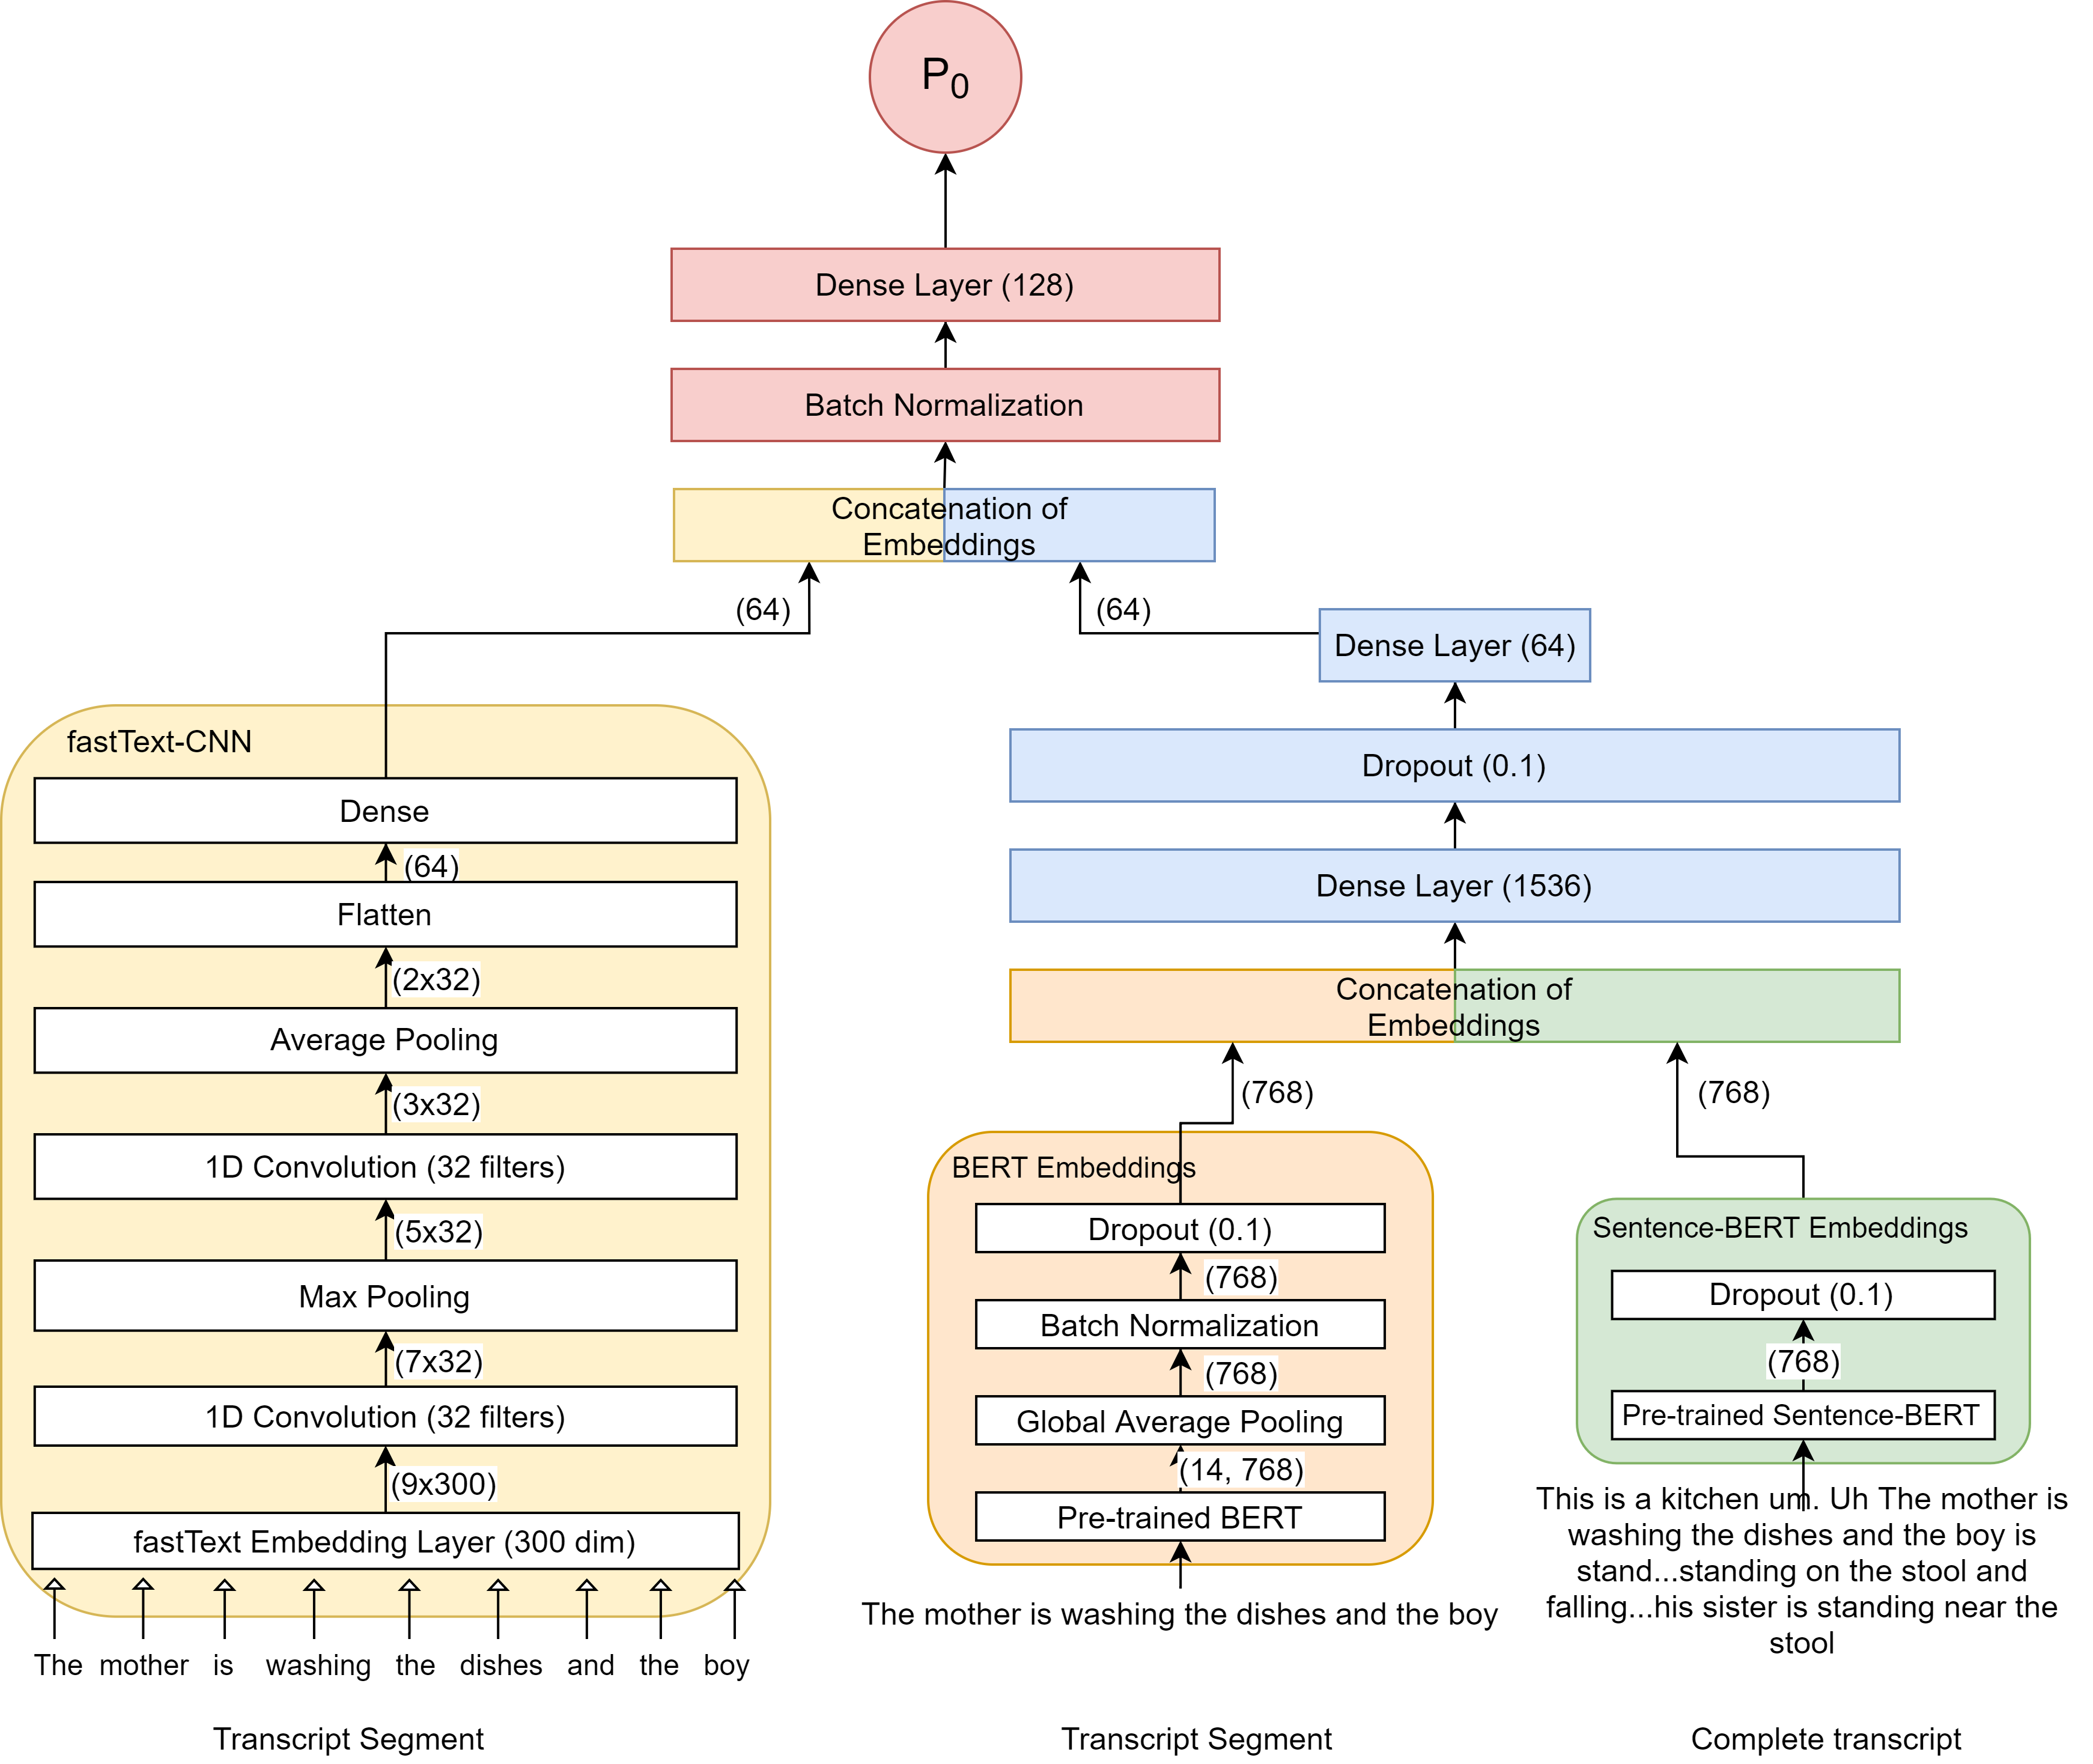 P0
Dense Layer (128)
Batch Normalization
Concatenation of
Embeddings
(64)
(64)
Dense Layer (64)
Dropout (0.1)
Dense Layer (1536)
Concatenation of
Embeddings
(768)
(768)
fastText-CNN
Dense
(64)
Flatten
(2x32)
Average Pooling
(3x32)
1D Convolution (32 filters)
(5x32)
Max Pooling
(7x32)
1D Convolution (32 filters)
(9x300)
fastText Embedding Layer (300 dim)
The mother is washing the dishes and the boy
Transcript Segment
BERT Embeddings
Dropout (0.1)
(768)
Batch Normalization
(768)
Global Average Pooling
(14, 768)
Pre-trained BERT
The mother is washing the dishes and the boy
Transcript Segment
Sentence-BERT Embeddings
Dropout (0.1)
(768)
Pre-trained Sentence-BERT
This is a kitchen um. Uh The mother is
washing the dishes and the boy is
stand...standing on the stool and
falling...his sister is standing near the
stool
Complete transcript